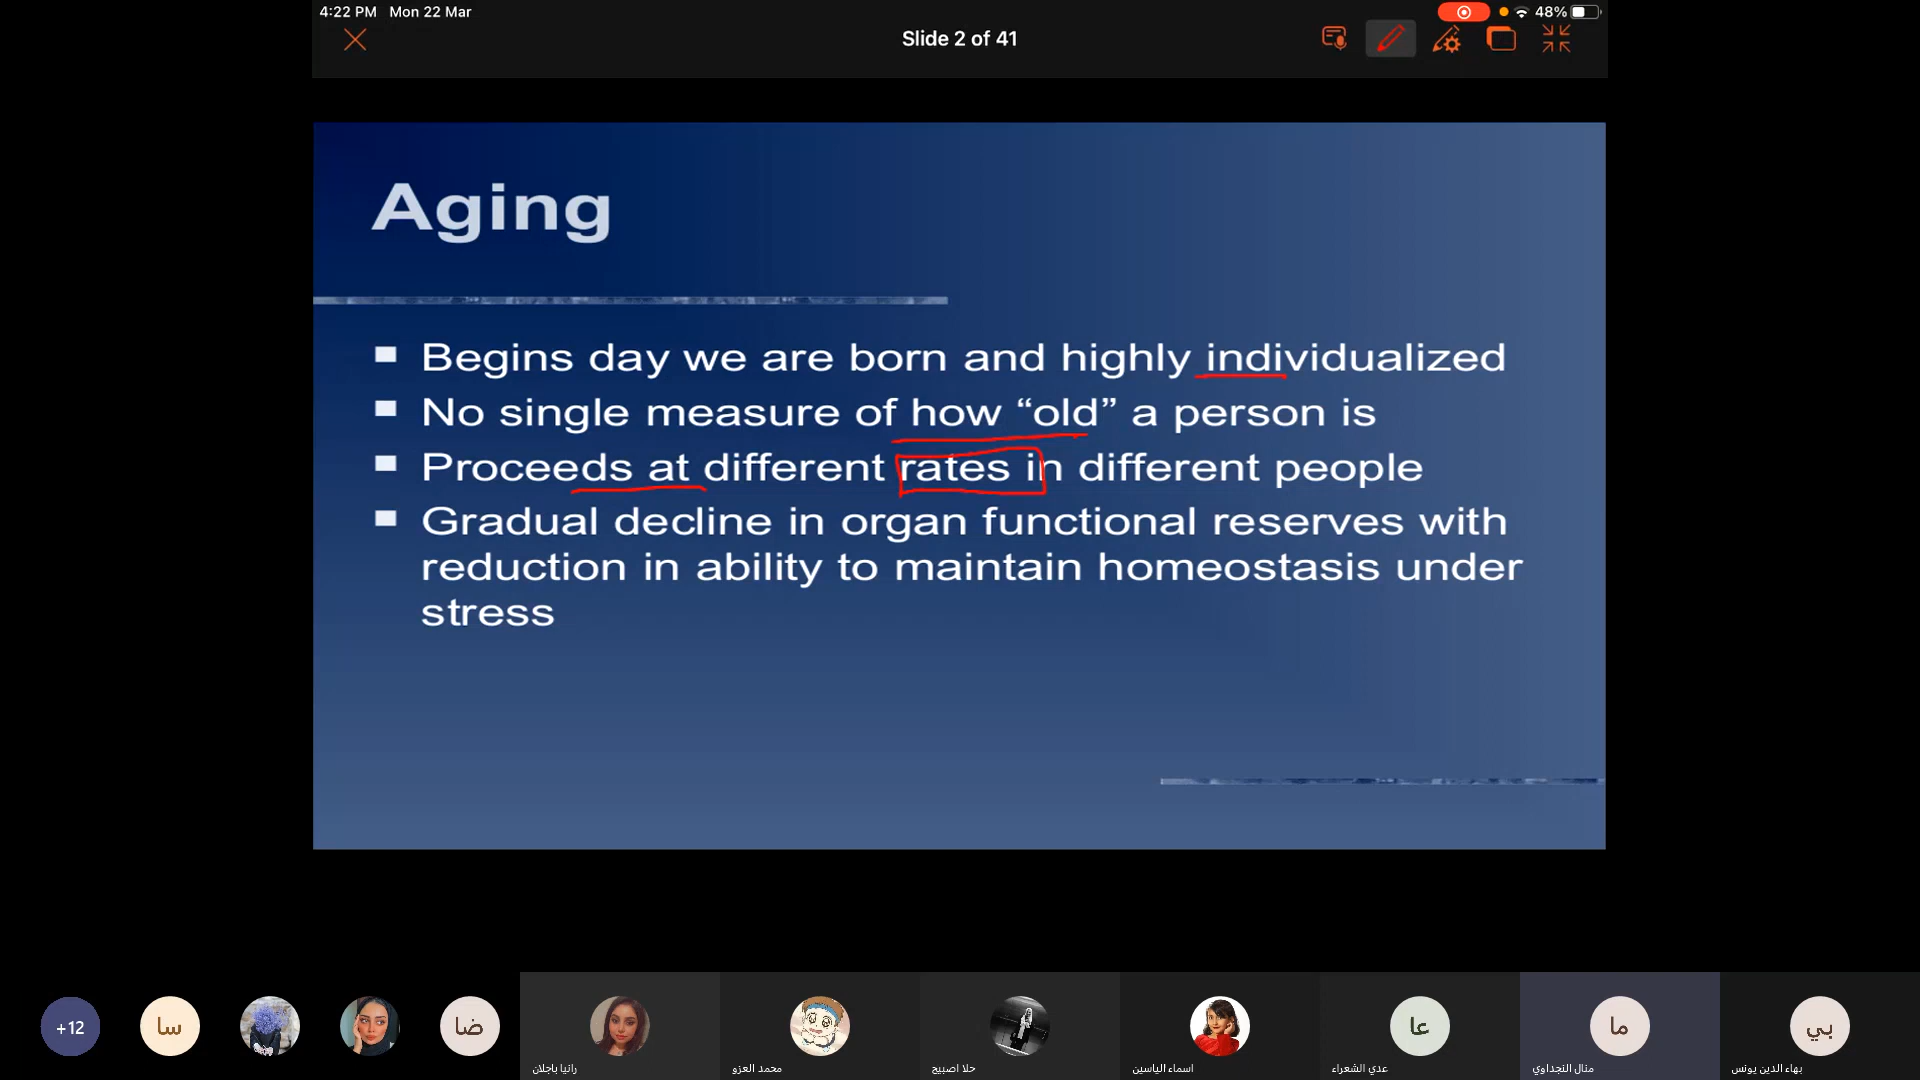 4:22 PM Mon 22 Mar
48%
Slide 2 of 41
Aging
Begins day we are born and highly individualized
No single measure of how “old” a person is
Proceeds at different rates in different people
Gradual decline in organ functional reserves with
reduction in ability to maintain homeostasis under
stress
+12
سا
ضا
عا
ما
بي
رانيا باجلان
محمد العزو
حلا اصبيح
اسماء الياسين
عدي الشعراء
منال النجداوي
بهاء الدين يونس